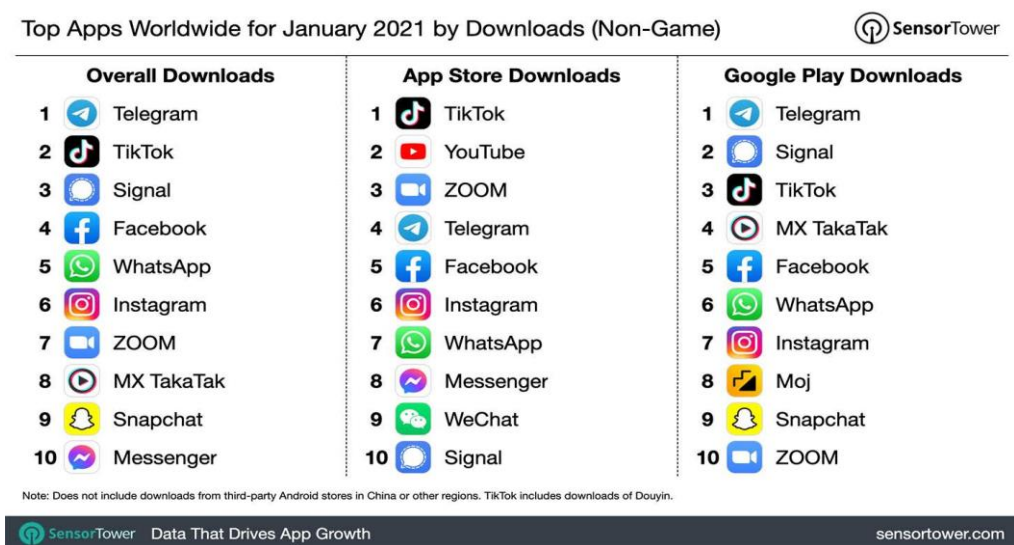 Top Apps Worldwide for January 2021 by Downloads (Non-Game)
SensorTower
Overall Downloads
1 Telegram
2 TikTok
3 Signal
4 Facebook
5 WhatsApp
6 Instagram
7 ZOOM
8 MX TakaTak
9 Snapchat
10 Messenger
App Store Downloads
1 TikTok
2 YouTube
3 ZOOM
4 Telegram
5 Facebook
6 Instagram
7 WhatsApp
8 Messenger
9 WeChat
10 Signal
Google Play Downloads
1 Telegram
2 Signal
3 TikTok
4 MX TakaTak
5 Facebook
6 WhatsApp
7 Instagram
8 Moj
9 Snapchat
10 ZOOM
Note: Does not include downloads from third-party Android stores in China or other regions. TikTok includes downloads of Douyin.
SensorTower Data That Drives App Growth
sensortower.com